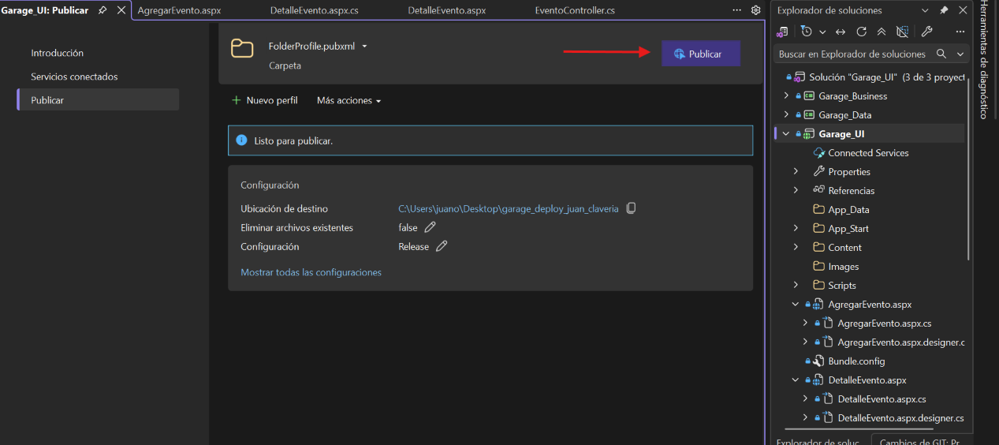 Garage_UI: Publicar
AgregarEvento.aspx
DetalleEvento.aspx.cs
DetalleEvento.aspx
EventoController.cs
Introducción
Servicios conectados
Publicar
FolderProfile.pubxml
Carpeta
Publicar
Nuevo perfil
Más acciones
Listo para publicar.
Configuración
Ubicación de destino
C:\Users\juano\Desktop\garage_deploy_juan_claveria
Eliminar archivos existentes
false
Configuración
Release
Mostrar todas las configuraciones
Explorador de soluciones
Buscar en Explorador de soluciones
Solución "Garage_UI" (3 de 3 proyect
Garage_Business
Garage_Data
Garage_UI
Connected Services
Properties
Referencias
App_Data
App_Start
Content
Images
Scripts
AgregarEvento.aspx
AgregarEvento.aspx.cs
AgregarEvento.aspx.designer.c
Bundle.config
DetalleEvento.aspx
DetalleEvento.aspx.cs
DetalleEvento.aspx.designer.cs
Explorador de soluc...
Cambios de GIT: Pr...
Herramientas de diagnóstico